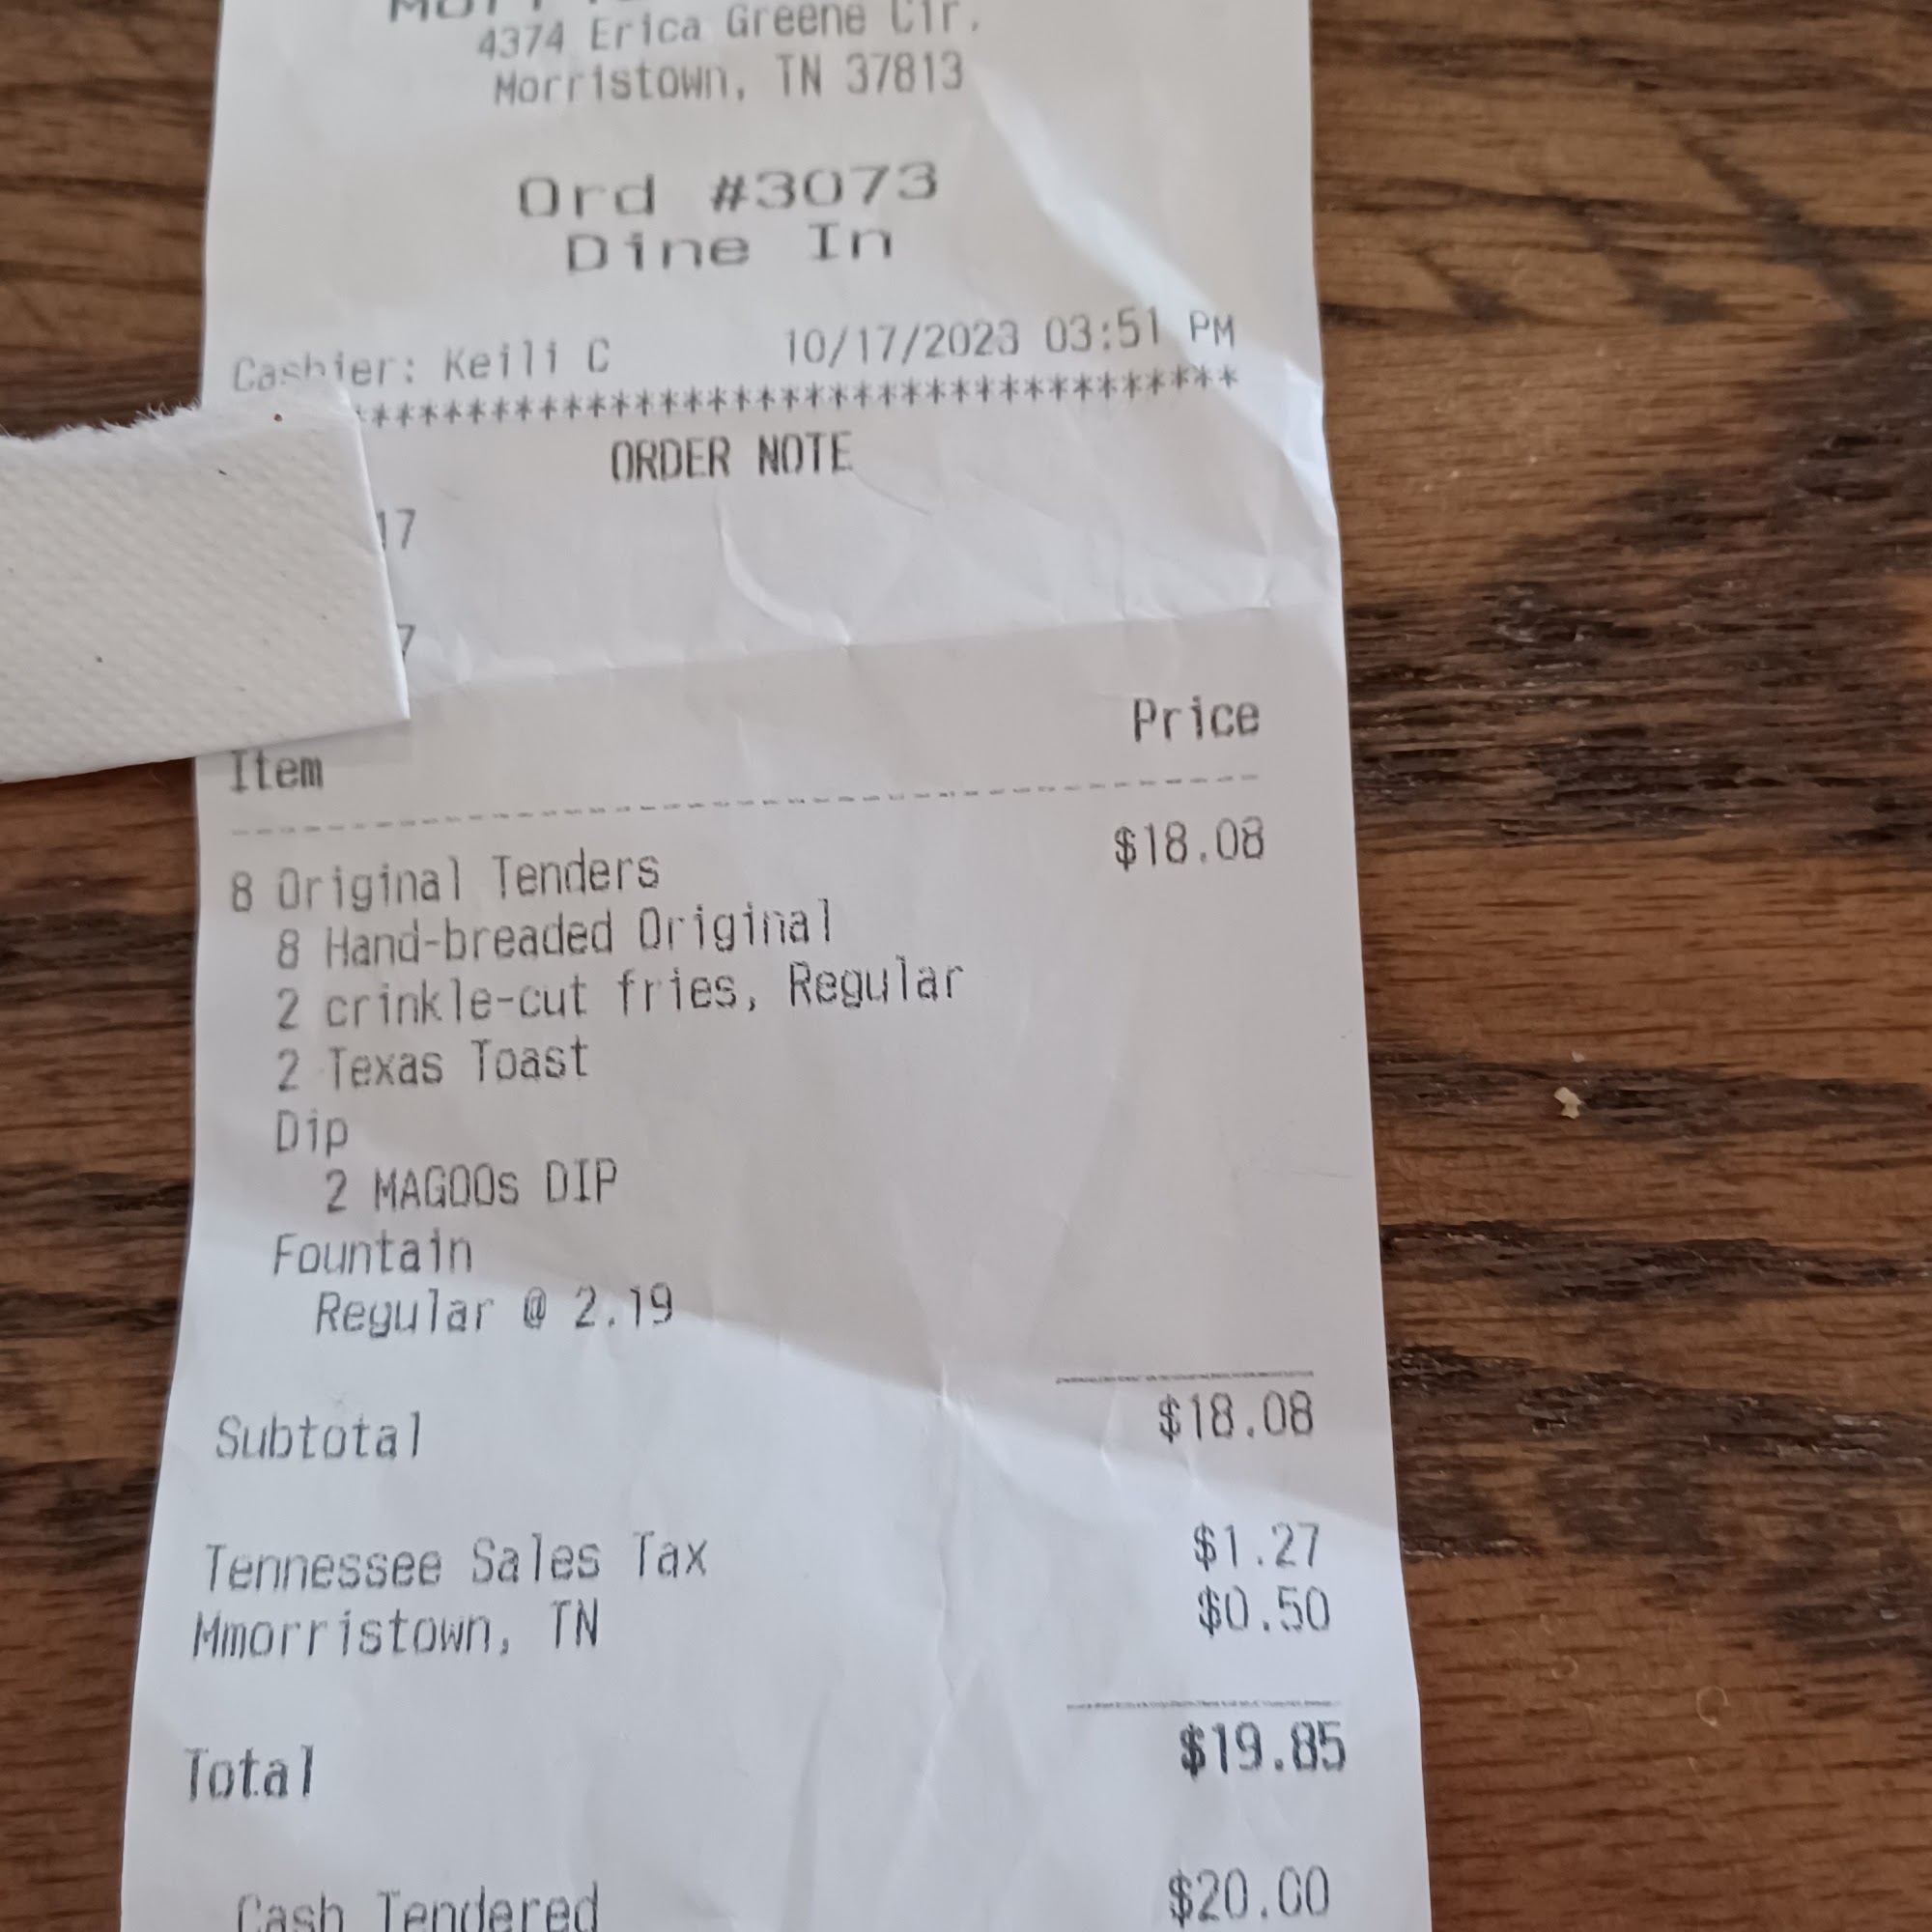 4374 Erica Greene Cir.
Morristown, TN 37813
Ord #3073
Dine In
Cashier: Keili C 10/17/2023 03:51 PM
************************************
ORDER NOTE
17
7
Item Price
8 Original Tenders $18.08
8 Hand-breaded Original
2 crinkle-cut fries, Regular
2 Texas Toast
Dip
2 MAGOOs DIP
Fountain
Regular @ 2.19
Subtotal $18.08
Tennessee Sales Tax $1.27
Mmorristown, TN $0.50
Total $19.85
Cash Tendered $20.00